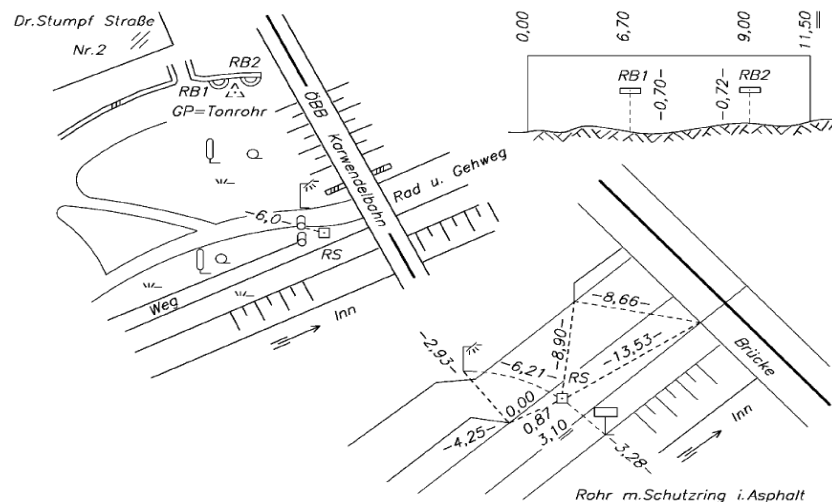 Dr.Stumpf Straße
Nr.2
RB2
RB1
GP=Tonrohr
ÖBB Karwendelbahn
Rad u. Gehweg
-6,0-
RS
Weg
Inn
0,00
6,70
9,00
11,50
RB1
-0,70-
-0,72-
RB2
-8,66-
-2,93-
-8,90-
-13,53-
-6,21-
RS
Brücke
0,00
0,87
3,10
-4,25-
-3,28-
Inn
Rohr m.Schutzring i.Asphalt